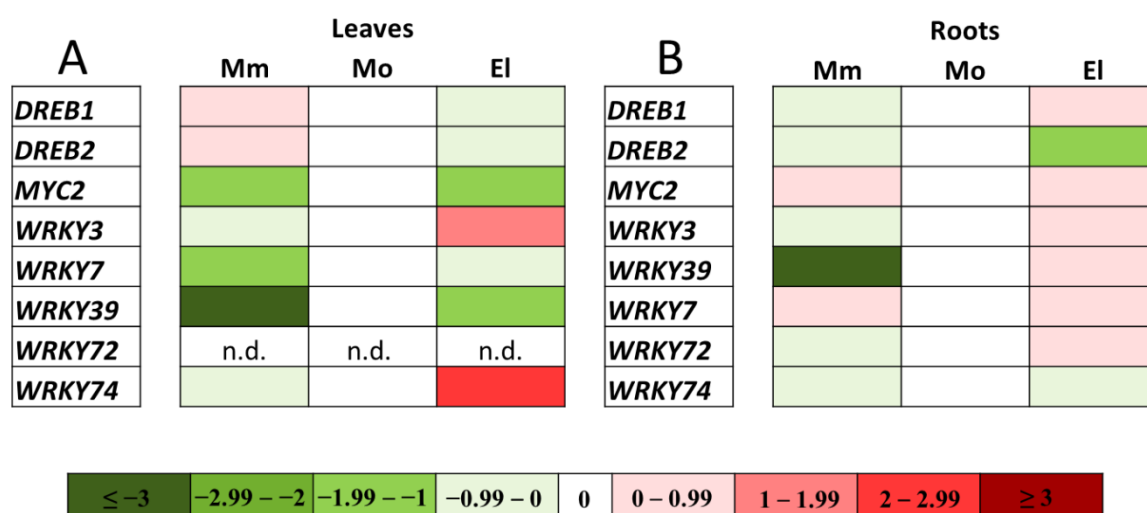 A Leaves B Roots
Mm Mo El Mm Mo El
DREB1 DREB1
DREB2 DREB2
MYC2 MYC2
WRKY3 WRKY3
WRKY7 WRKY39
WRKY39 WRKY7
WRKY72 n.d. n.d. n.d. WRKY72
WRKY74 WRKY74
≤ −3 −2.99 – −2 −1.99 – −1 −0.99 – 0 0 0 – 0.99 1 – 1.99 2 – 2.99 ≥ 3